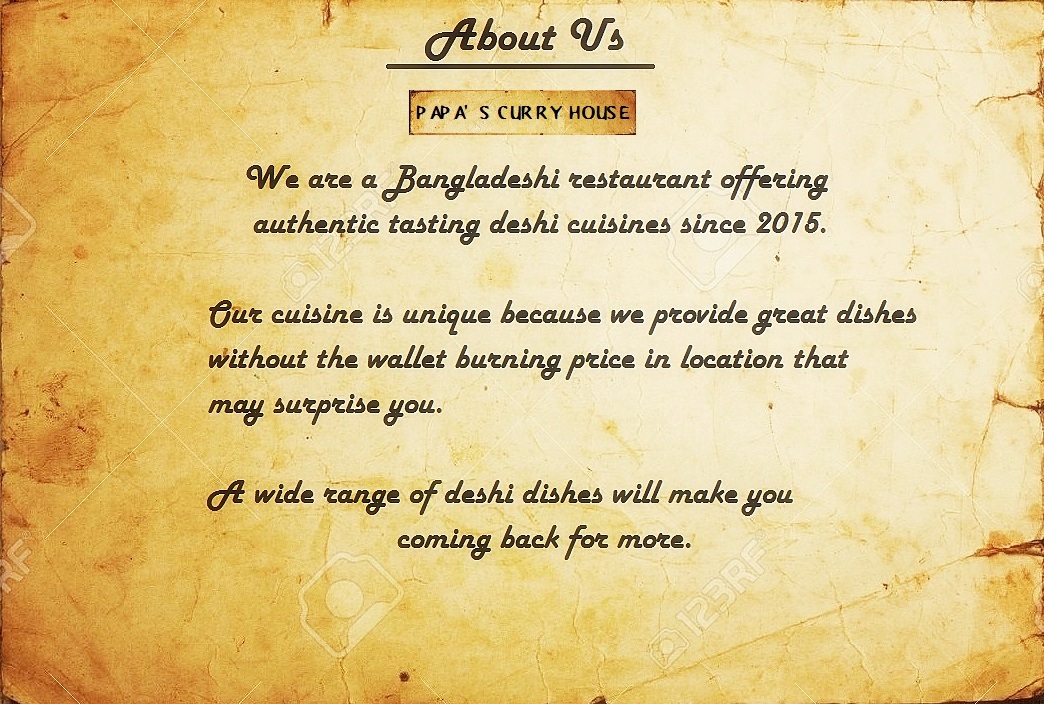 About Us
PAPA'S CURRY HOUSE
We are a Bangladeshi restaurant offering
authentic tasting deshi cuisines since 2015.
Our cuisine is unique because we provide great dishes
without the wallet burning price in location that
may surprise you.
A wide range of deshi dishes will make you
coming back for more.
123RF
123RF
123RF